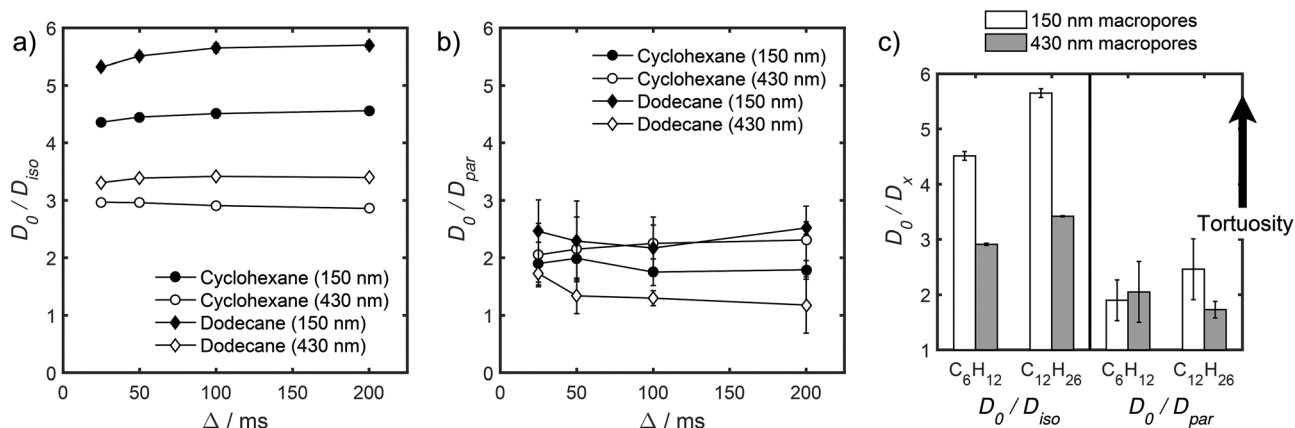 a)
6
5
4
3
2
1
0
D0 / Diso
Cyclohexane (150 nm)
Cyclohexane (430 nm)
Dodecane (150 nm)
Dodecane (430 nm)
0 50 100 150 200
Δ / ms
b)
6
5
4
3
2
1
0
D0 / Dpar
Cyclohexane (150 nm)
Cyclohexane (430 nm)
Dodecane (150 nm)
Dodecane (430 nm)
0 50 100 150 200
Δ / ms
c)
150 nm macropores
430 nm macropores
6
5
4
3
2
1
D0 / Dx
Tortuosity
C6H12 C12H26 C6H12 C12H26
D0 / Diso D0 / Dpar